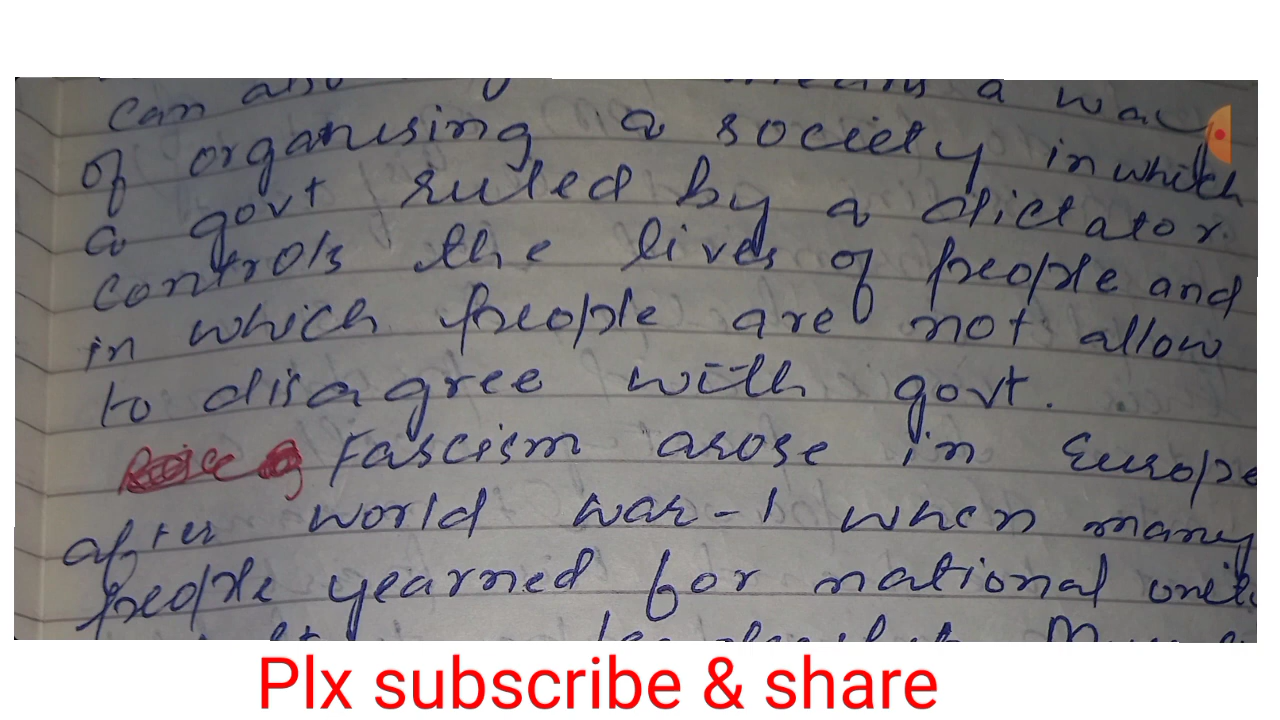 Can a way
of organising a society in which
a govt ruled by a dictator.
controls the lives of people and
in which people are not allow
to disagree with govt.
Fascism arose in Europe
after world war-1 when many
people yearned for national
Plx subscribe & share